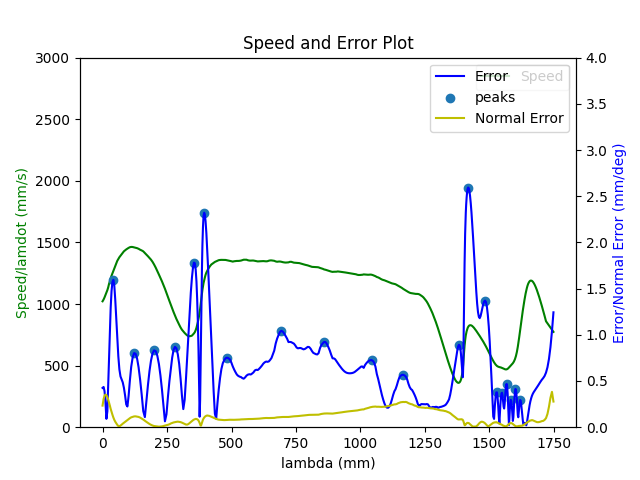 Speed and Error Plot
3000
2500
2000
1500
1000
500
0
Speed/lamdot (mm/s)
4.0
3.5
3.0
2.5
2.0
1.5
1.0
0.5
0.0
Error/Normal Error (mm/deg)
Error
Speed
peaks
Normal Error
0 250 500 750 1000 1250 1500 1750
lambda (mm)